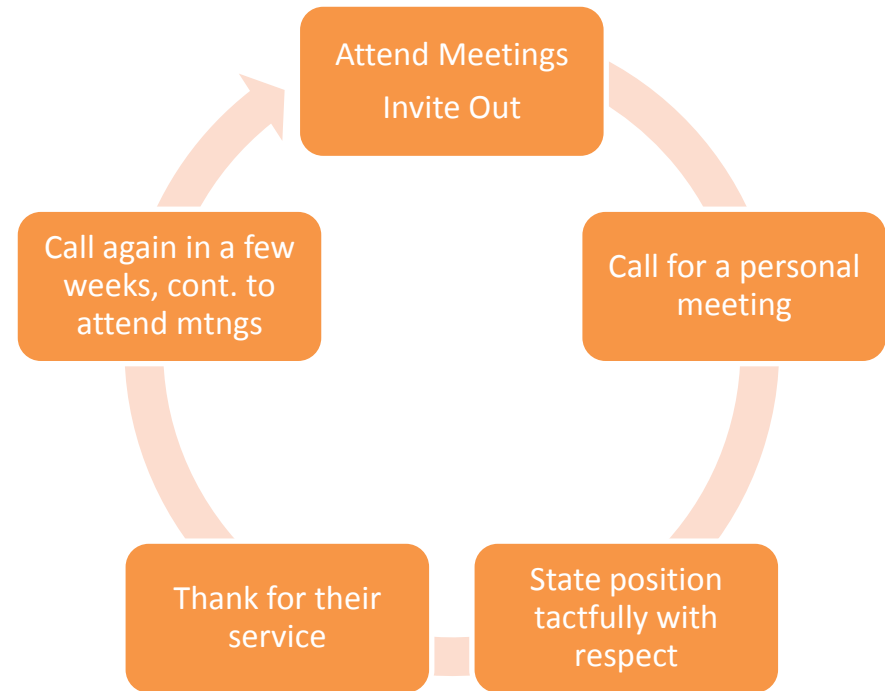 Attend Meetings
Invite Out
Call for a personal
meeting
State position
tactfully with
respect
Thank for their
service
Call again in a few
weeks, cont. to
attend mtngs